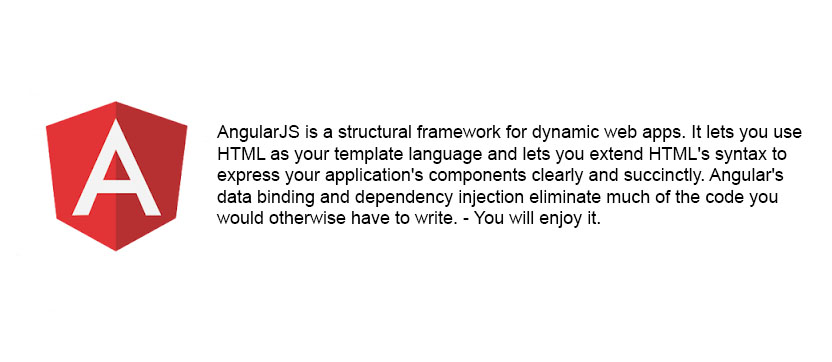 A
AngularJS is a structural framework for dynamic web apps. It lets you use
HTML as your template language and lets you extend HTML's syntax to
express your application's components clearly and succinctly. Angular's
data binding and dependency injection eliminate much of the code you
would otherwise have to write. - You will enjoy it.